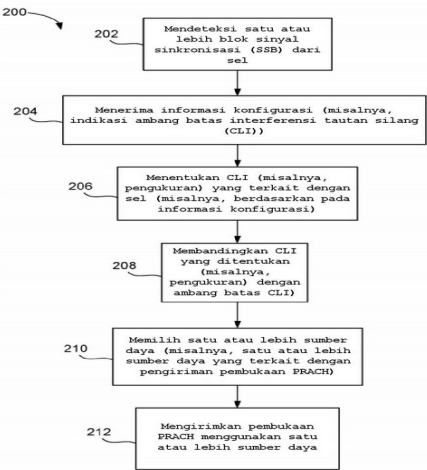 200
202
Mendeteksi satu atau
lebih blok sinyal
sinkronisasi (SSB) dari
sel
204
Menerima informasi konfigurasi (misalnya,
indikasi ambang batas interferensi tautan silang
(CLI))
206
Menentukan CLI (misalnya,
pengukuran) yang terkait dengan
sel (misalnya, berdasarkan pada
informasi konfigurasi)
208
Membandingkan CLI
yang ditentukan
(misalnya,
pengukuran) dengan
ambang batas CLI)
210
Memilih satu atau lebih sumber
daya (misalnya, satu atau lebih
sumber daya yang terkait dengan
pengiriman pembukaan PRACH)
212
Mengirimkan pembukaan
PRACH menggunakan satu
atau lebih sumber daya